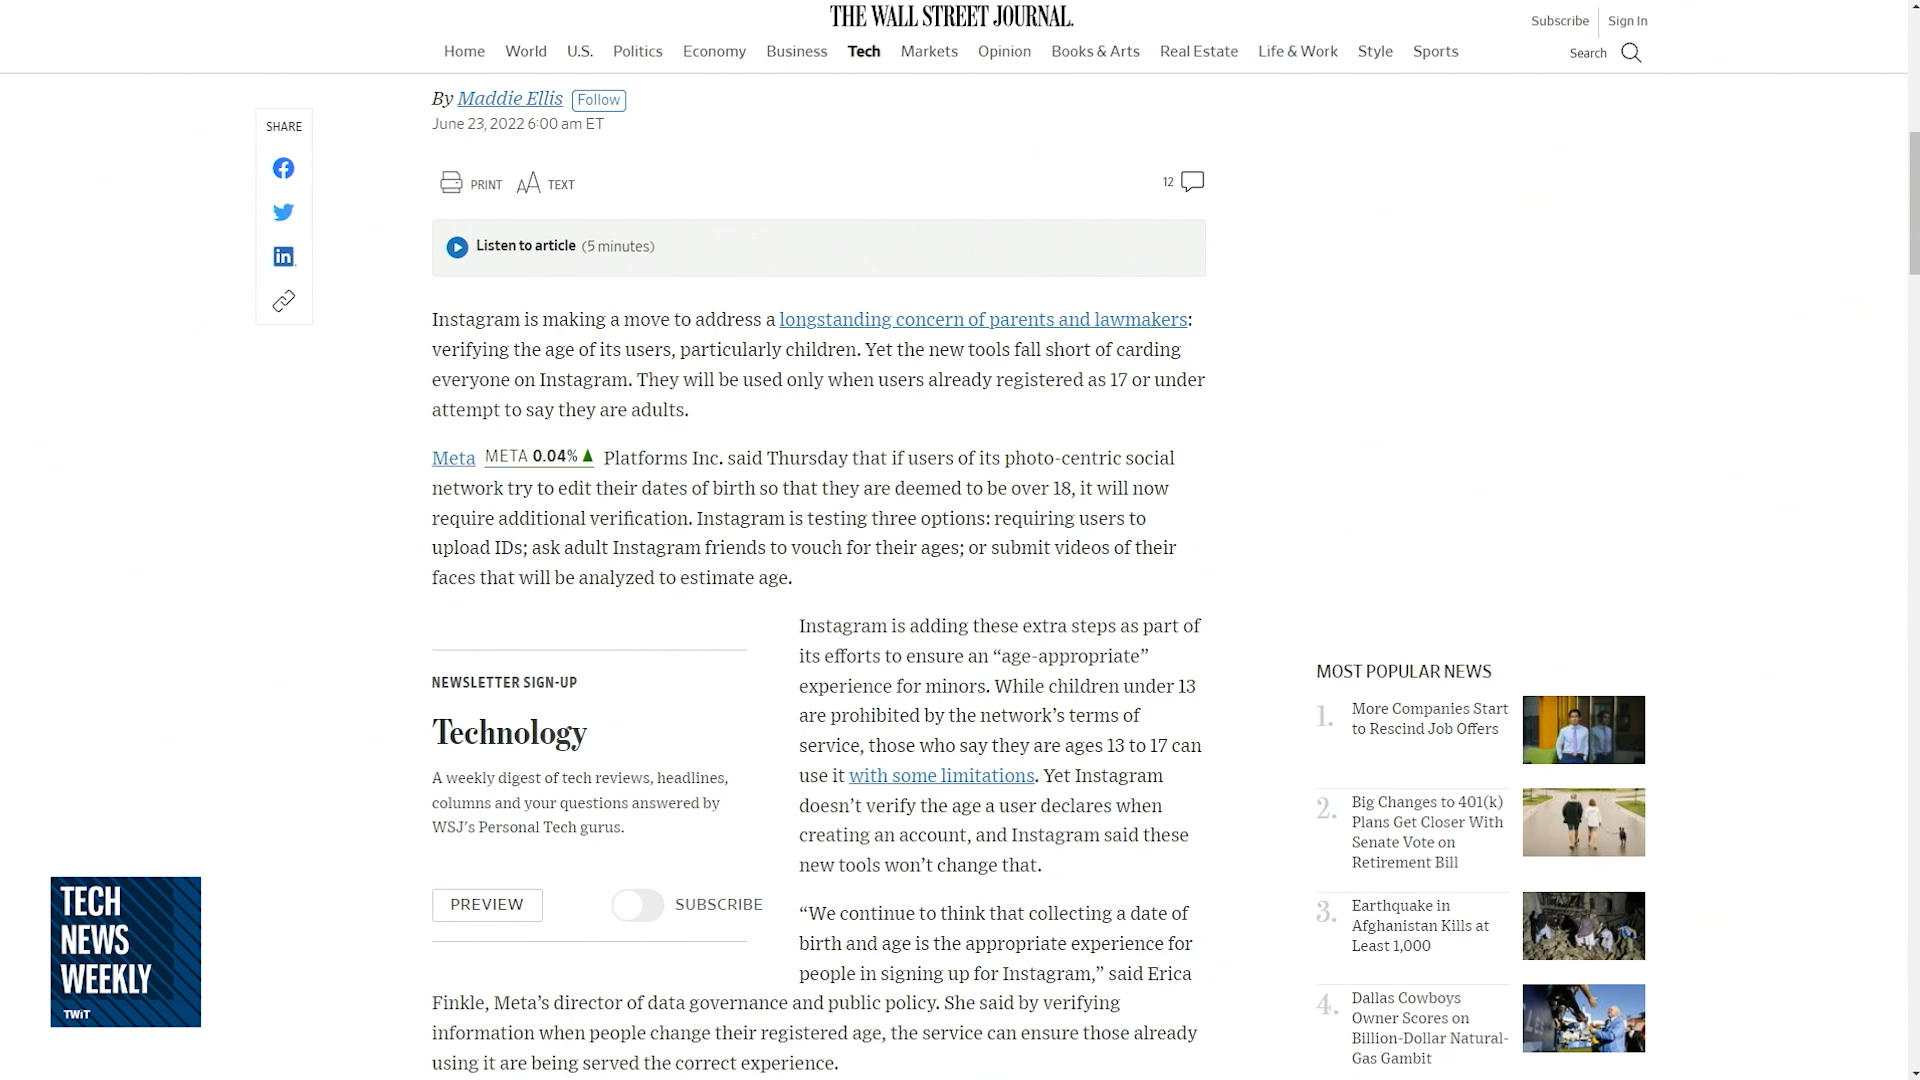 THE WALL STREET JOURNAL.
Subscribe
Sign In
Home World U.S. Politics Economy Business Tech Markets Opinion Books & Arts Real Estate Life & Work Style Sports
Search
By Maddie Ellis Follow
June 23, 2022 6:00 am ET
SHARE
PRINT
TEXT
12
Listen to article (5 minutes)
Instagram is making a move to address a longstanding concern of parents and lawmakers:
verifying the age of its users, particularly children. Yet the new tools fall short of carding
everyone on Instagram. They will be used only when users already registered as 17 or under
attempt to say they are adults.
Meta META 0.04% ▲ Platforms Inc. said Thursday that if users of its photo-centric social
network try to edit their dates of birth so that they are deemed to be over 18, it will now
require additional verification. Instagram is testing three options: requiring users to
upload IDs; ask adult Instagram friends to vouch for their ages; or submit videos of their
faces that will be analyzed to estimate age.
NEWSLETTER SIGN-UP
Technology
A weekly digest of tech reviews, headlines,
columns and your questions answered by
WSJ's Personal Tech gurus.
PREVIEW
SUBSCRIBE
Instagram is adding these extra steps as part of
its efforts to ensure an “age-appropriate”
experience for minors. While children under 13
are prohibited by the network’s terms of
service, those who say they are ages 13 to 17 can
use it with some limitations. Yet Instagram
doesn’t verify the age a user declares when
creating an account, and Instagram said these
new tools won’t change that.
“We continue to think that collecting a date of
birth and age is the appropriate experience for
people in signing up for Instagram,” said Erica
Finkle, Meta’s director of data governance and public policy. She said by verifying
information when people change their registered age, the service can ensure those already
using it are being served the correct experience.
MOST POPULAR NEWS
1. More Companies Start
to Rescind Job Offers
2. Big Changes to 401(k)
Plans Get Closer With
Senate Vote on
Retirement Bill
3. Earthquake in
Afghanistan Kills at
Least 1,000
4. Dallas Cowboys
Owner Scores on
Billion-Dollar Natural-
Gas Gambit
TECH
NEWS
WEEKLY
TWiT